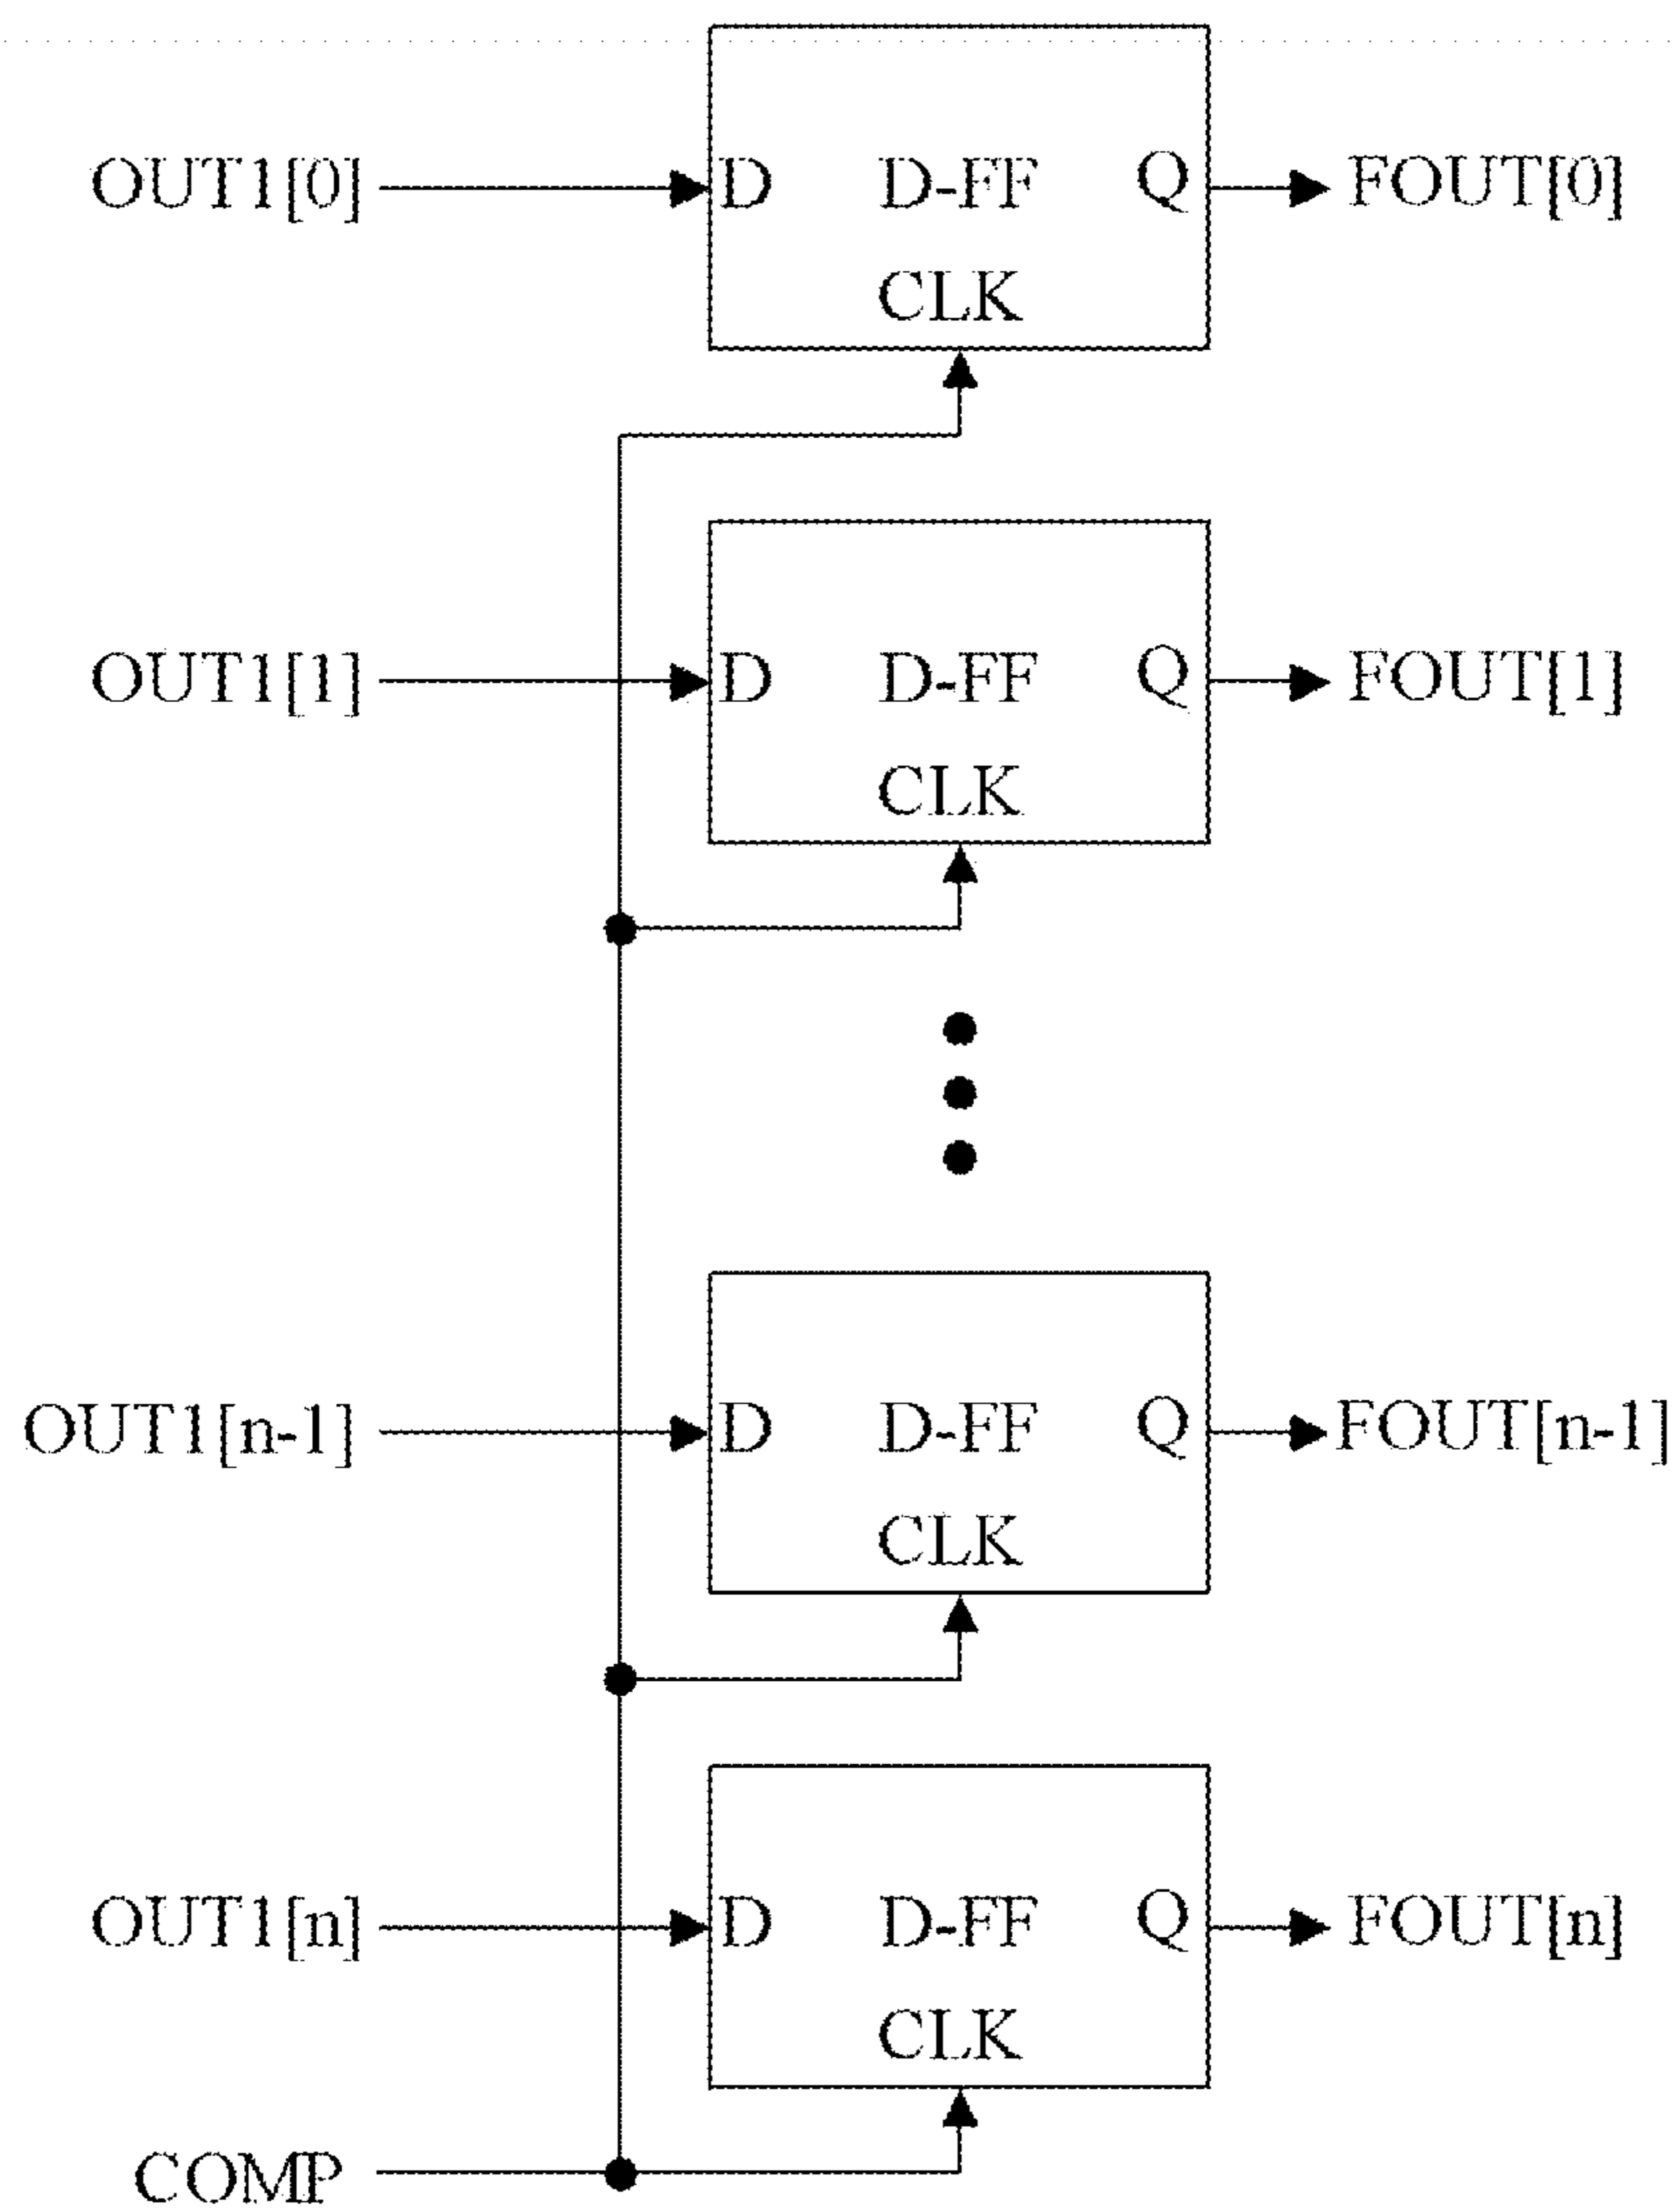 OUT1[0] D D-FF Q FOUT[0]
CLK
OUT1[1] D D-FF Q FOUT[1]
CLK
OUT1[n-1] D D-FF Q FOUT[n-1]
CLK
OUT1[n] D D-FF Q FOUT[n]
CLK
COMP